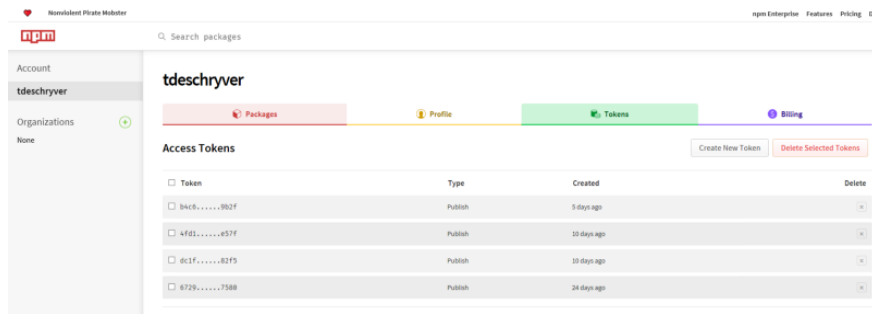 Nonviolent Pirate Mobster
npm Enterprise Features Pricing
npm
Search packages
Account
tdeschryver
Organizations
None
tdeschryver
Packages Profile Tokens Billing
Access Tokens
Create New Token Delete Selected Tokens
Token Type Created Delete
b4c6......9b2f Publish 5 days ago
4fd1......e57f Publish 10 days ago
dc1f......82f5 Publish 10 days ago
6729......7580 Publish 24 days ago